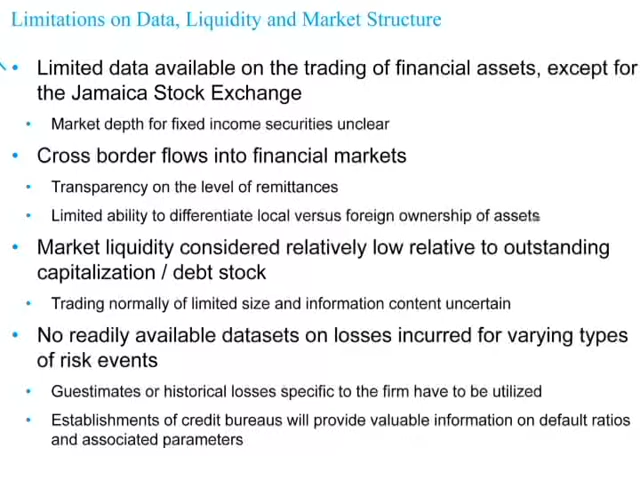 Limitations on Data, Liquidity and Market Structure
• Limited data available on the trading of financial assets, except for
the Jamaica Stock Exchange
• Market depth for fixed income securities unclear
• Cross border flows into financial markets
• Transparency on the level of remittances
• Limited ability to differentiate local versus foreign ownership of assets
• Market liquidity considered relatively low relative to outstanding
capitalization / debt stock
• Trading normally of limited size and information content uncertain
• No readily available datasets on losses incurred for varying types
of risk events
• Guestimates or historical losses specific to the firm have to be utilized
• Establishments of credit bureaus will provide valuable information on default ratios
and associated parameters